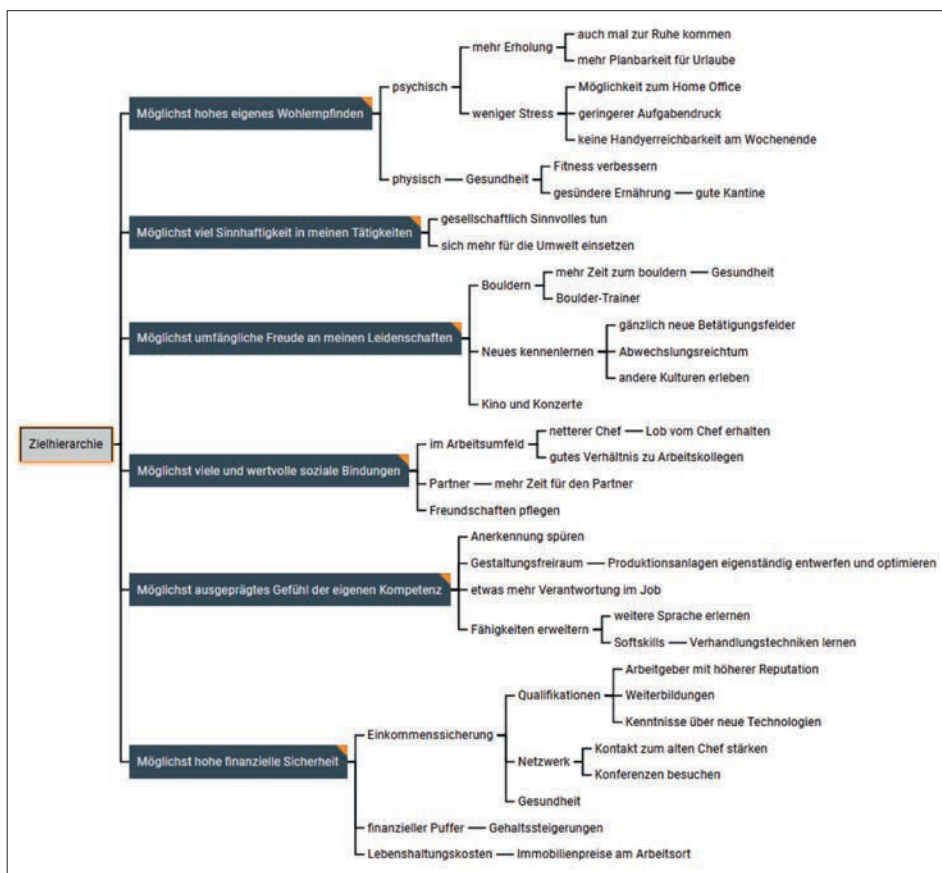 auch mal zur Ruhe kommen
mehr Erholung
mehr Planbarkeit für Urlaube
psychisch
Möglichkeit zum Home Office
Möglichst hohes eigenes Wohlempfinden
weniger Stress
geringerer Aufgabendruck
keine Handyerreichbarkeit am Wochenende
Fitness verbessern
physisch
Gesundheit
gesündere Ernährung
gute Kantine
gesellschaftlich Sinnvolles tun
Möglichst viel Sinnhaftigkeit in meinen Tätigkeiten
sich mehr für die Umwelt einsetzen
mehr Zeit zum bouldern
Gesundheit
Bouldern
Boulder-Trainer
gänzlich neue Betätigungsfelder
Möglichst umfängliche Freude an meinen Leidenschaften
Neues kennenlernen
Abwechslungsreichtum
andere Kulturen erleben
Kino und Konzerte
Zielhierarchie
netterer Chef
Lob vom Chef erhalten
im Arbeitsumfeld
gutes Verhältnis zu Arbeitskollegen
Möglichst viele und wertvolle soziale Bindungen
Partner
mehr Zeit für den Partner
Freundschaften pflegen
Anerkennung spüren
Gestaltungsfreiraum
Produktionsanlagen eigenständig entwerfen und optimieren
Möglichst ausgeprägtes Gefühl der eigenen Kompetenz
etwas mehr Verantwortung im Job
weitere Sprache erlernen
Fähigkeiten erweitern
Softskills
Verhandlungstechniken lernen
Arbeitgeber mit höherer Reputation
Qualifikationen
Weiterbildungen
Kenntnisse über neue Technologien
Einkommenssicherung
Kontakt zum alten Chef stärken
Möglichst hohe finanzielle Sicherheit
Netzwerk
Konferenzen besuchen
Gesundheit
finanzieller Puffer
Gehaltssteigerungen
Lebenshaltungskosten
Immobilienpreise am Arbeitsort